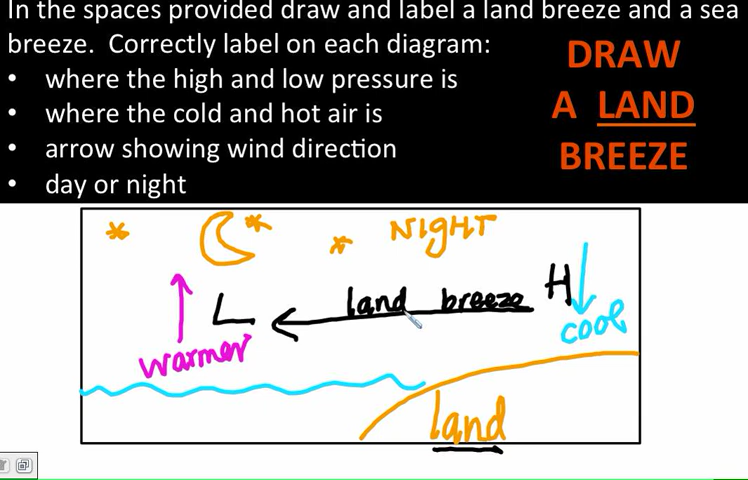 In the spaces provided draw and label a land breeze and a sea
breeze. Correctly label on each diagram:
• where the high and low pressure is
• where the cold and hot air is
• arrow showing wind direction
• day or night
DRAW
A LAND
BREEZE
NIGHT
land breeze
H
L
cool
warmer
land